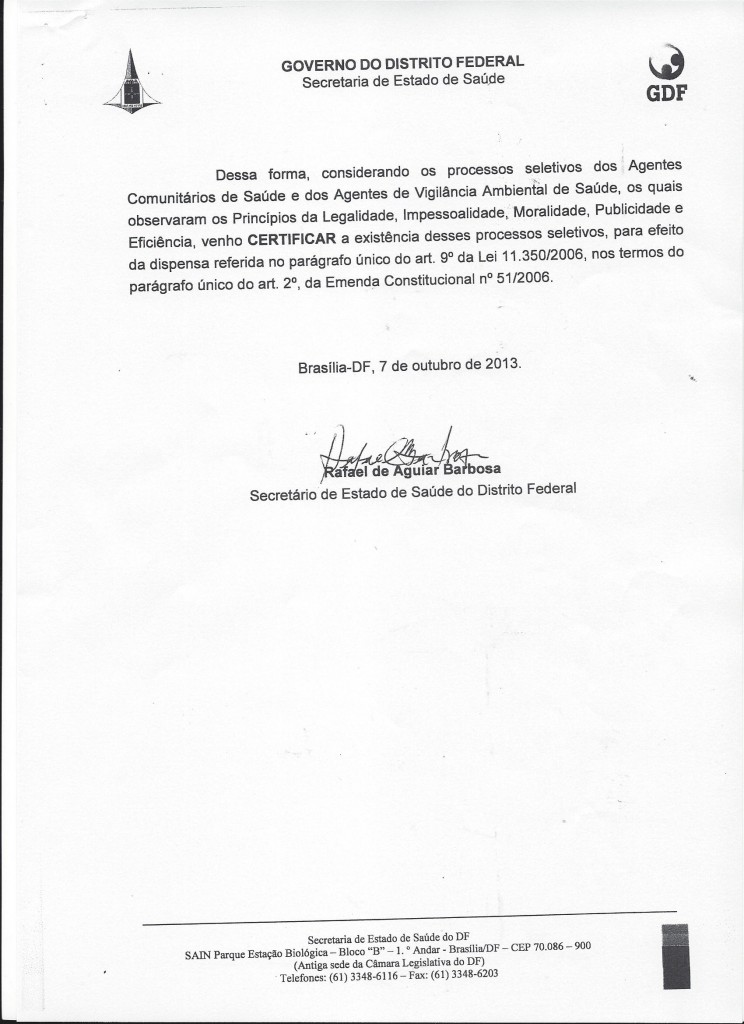 GOVERNO DO DISTRITO FEDERAL
Secretaria de Estado de Saúde
GDF
Dessa forma, considerando os processos seletivos dos Agentes
Comunitários de Saúde e dos Agentes de Vigilância Ambiental de Saúde, os quais
observaram os Princípios da Legalidade, Impessoalidade, Moralidade, Publicidade e
Eficiência, venho CERTIFICAR a existência desses processos seletivos, para efeito
da dispensa referida no parágrafo único do art. 9º da Lei 11.350/2006, nos termos do
parágrafo único do art. 2º, da Emenda Constitucional nº 51/2006.
Brasília-DF, 7 de outubro de 2013.
Rafael de Aguiar Barbosa
Secretário de Estado de Saúde do Distrito Federal
Secretaria de Estado de Saúde do DF
SAIN Parque Estação Biológica – Bloco “B” – 1. º Andar - Brasília/DF – CEP 70.086 – 900
(Antiga sede da Câmara Legislativa do DF)
Telefones: (61) 3348-6116 – Fax: (61) 3348-6203